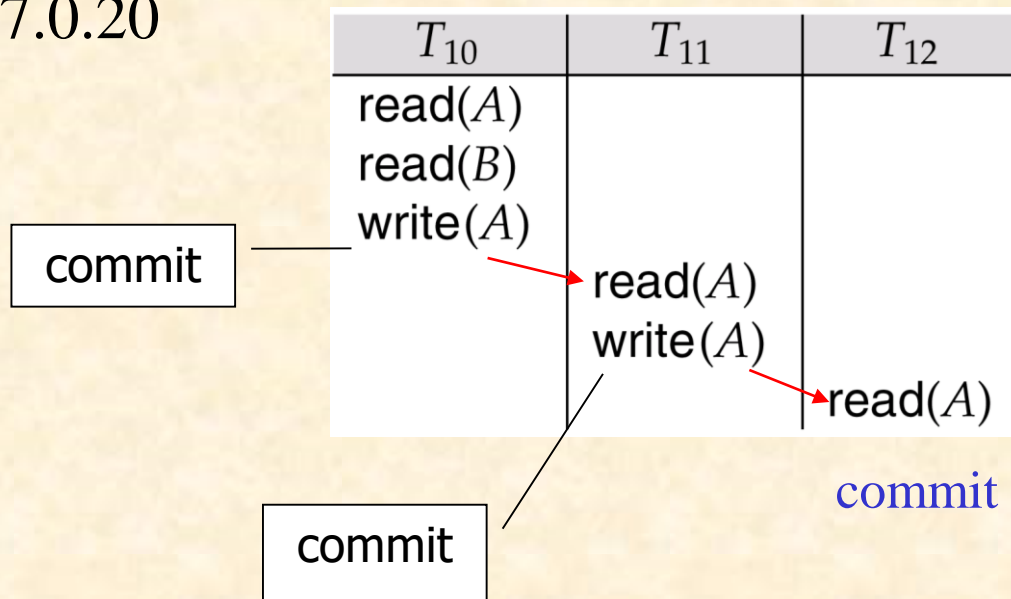 7.0.20
T10 T11 T12
read(A)
read(B)
write(A)
commit
read(A)
write(A)
read(A)
commit
commit